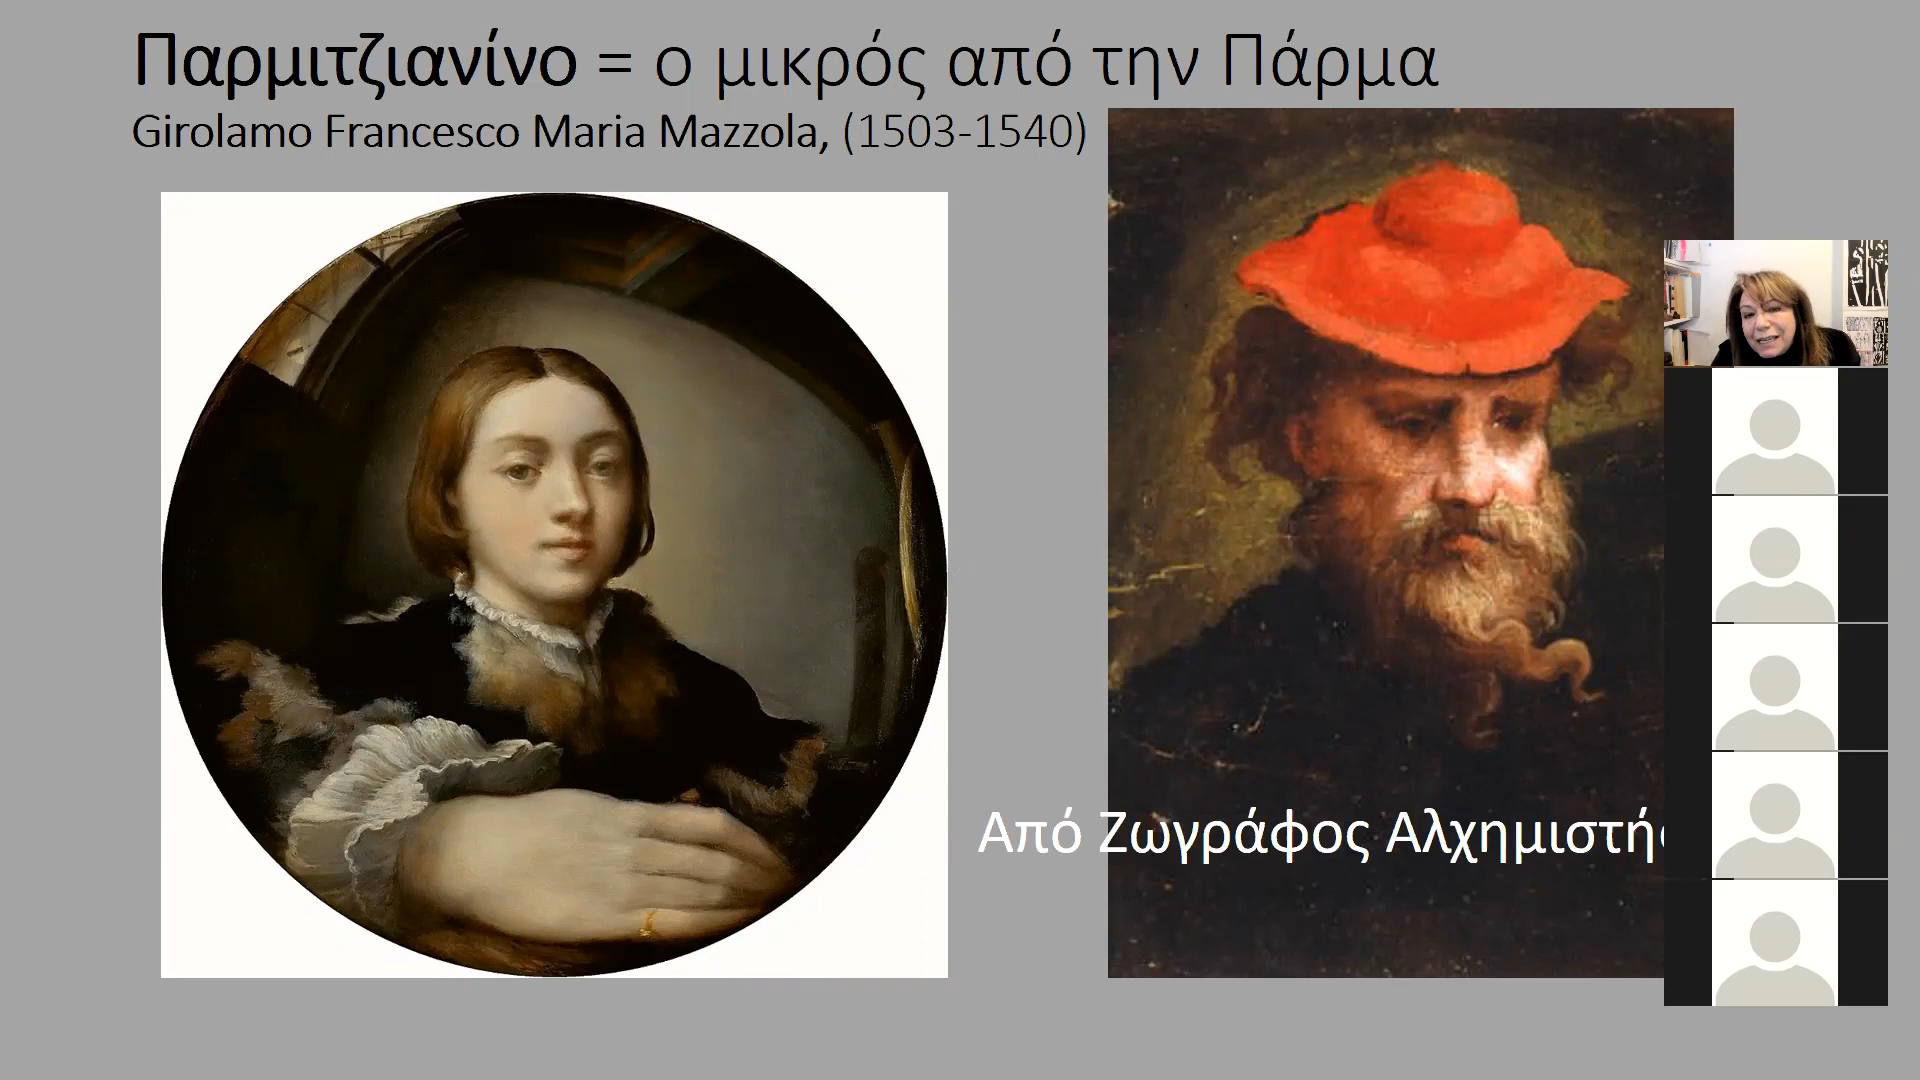 Παρμιτζιανίνο = ο μικρός από την Πάρμα
Girolamo Francesco Maria Mazzola, (1503-1540)
Από Ζωγράφος Αλχημιστής